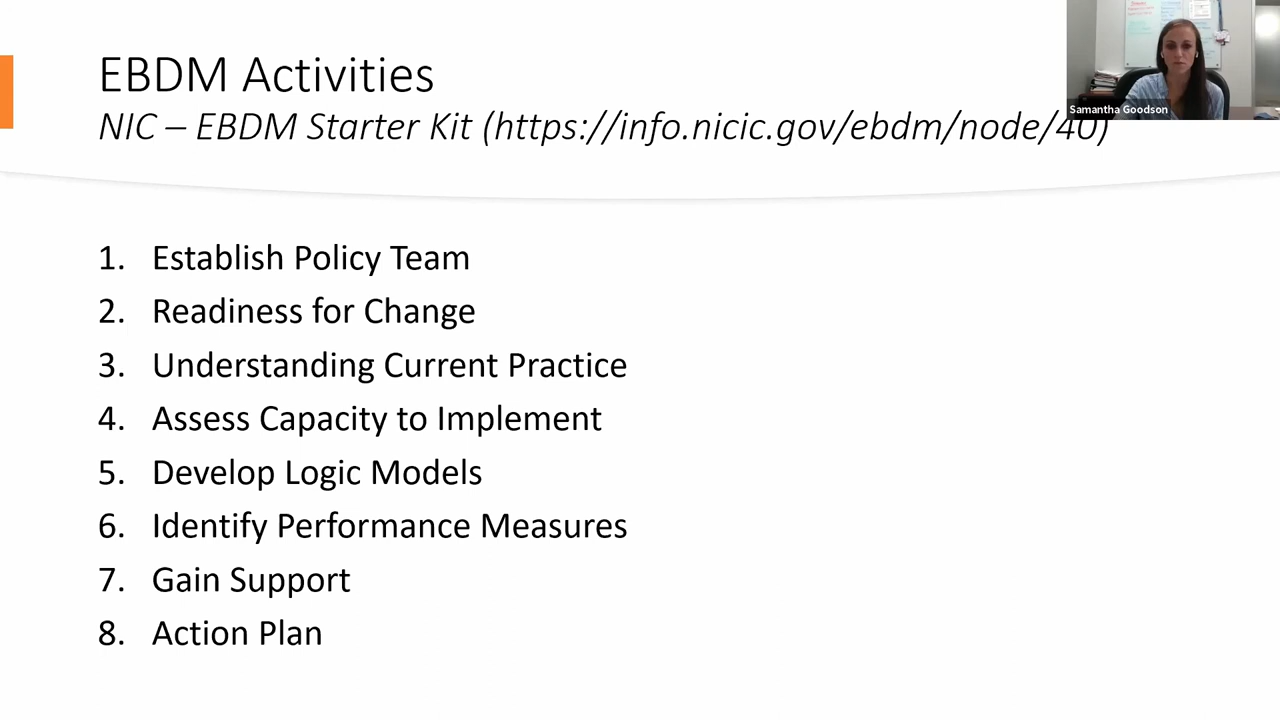 EBDM Activities
NIC – EBDM Starter Kit (https://info.nicic.gov/ebdm/node/40)
Samantha Goodson
1. Establish Policy Team
2. Readiness for Change
3. Understanding Current Practice
4. Assess Capacity to Implement
5. Develop Logic Models
6. Identify Performance Measures
7. Gain Support
8. Action Plan